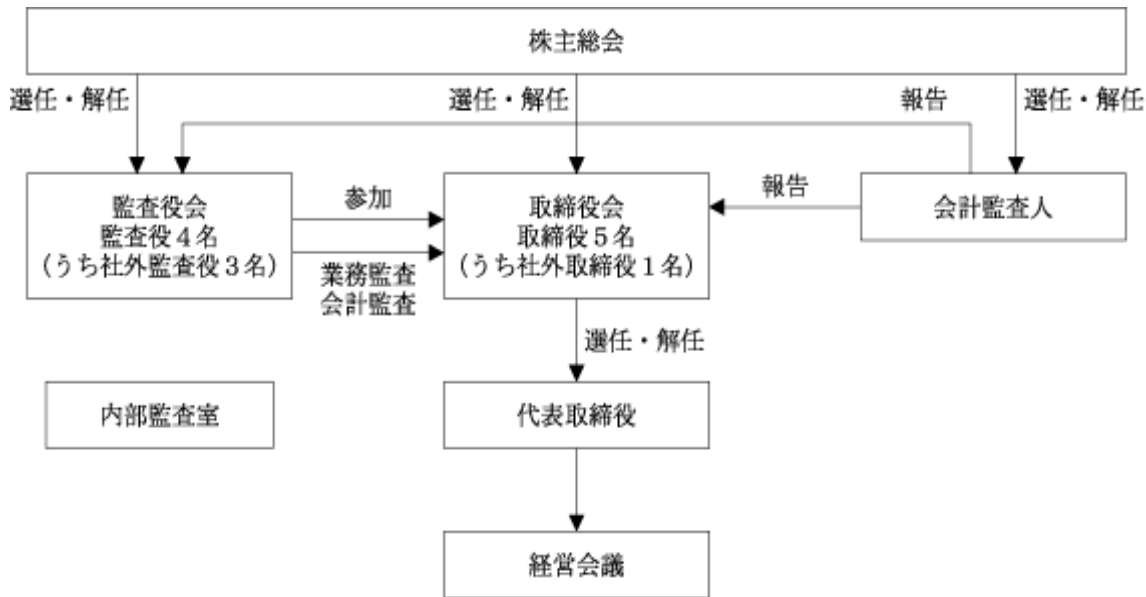 株主総会
選任・解任
選任・解任
報告
選任・解任
監査役会
監査役4名
(うち社外監査役3名)
参加
業務監査
会計監査
取締役会
取締役5名
(うち社外取締役1名)
報告
会計監査人
選任・解任
内部監査室
代表取締役
経営会議